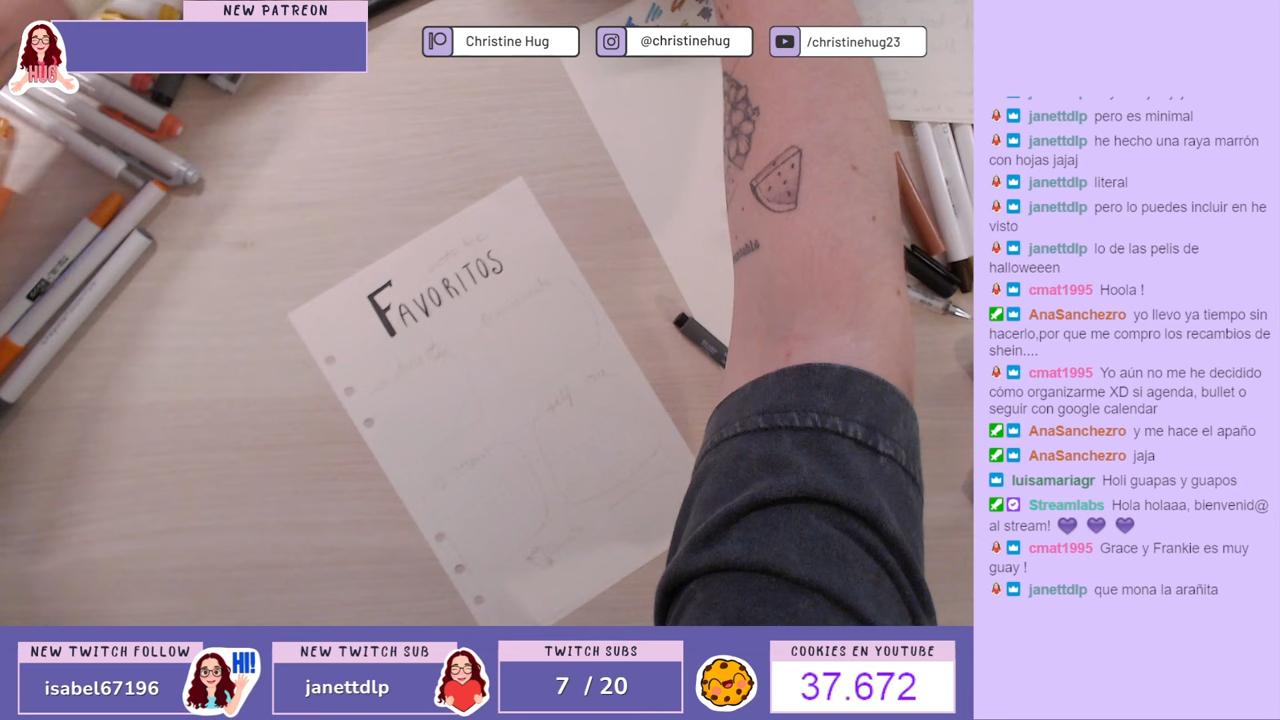 NEW PATREON
HUG
Christine Hug
@christinehug
/christinehug23
FAVORITOS
janettdlp pero es minimal
janettdlp he hecho una raya marrón
con hojas jajaj
janettdlp literal
janettdlp pero lo puedes incluir en he
visto
janettdlp lo de las pelis de
halloweeen
cmat1995 Hoola !
AnaSanchezro yo llevo ya tiempo sin
hacerlo,por que me compro los recambios de
shein....
cmat1995 Yo aún no me he decidido
cómo organizarme XD si agenda, bullet o
seguir con google calendar
AnaSanchezro y me hace el apaño
AnaSanchezro jaja
luisamariagr Holi guapas y guapos
Streamlabs Hola holaaa, bienvenid@
al stream!
cmat1995 Grace y Frankie es muy
guay !
janettdlp que mona la arañita
NEW TWITCH FOLLOW
isabel67196
HI!
NEW TWITCH SUB
janettdlp
TWITCH SUBS
7 / 20
COOKIES EN YOUTUBE
37.672